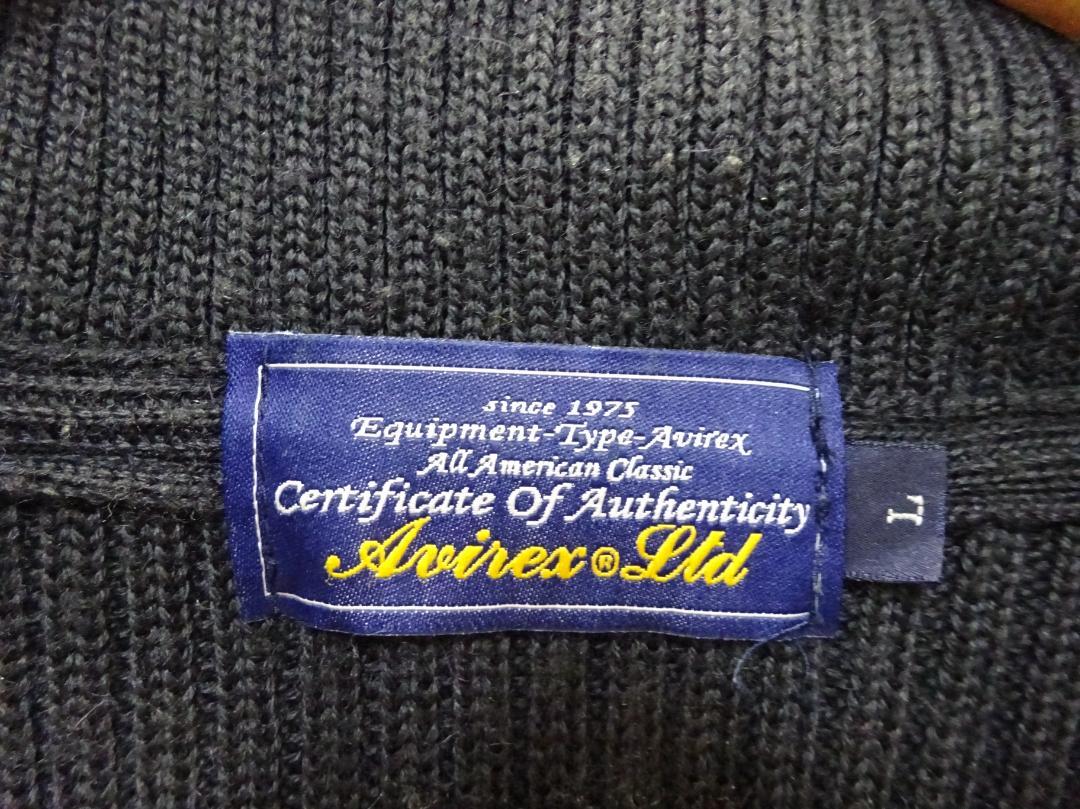 since 1975
Equipment-Type-Avirex
All American Classic
Certificate Of Authenticity
Avirex®Ltd
L